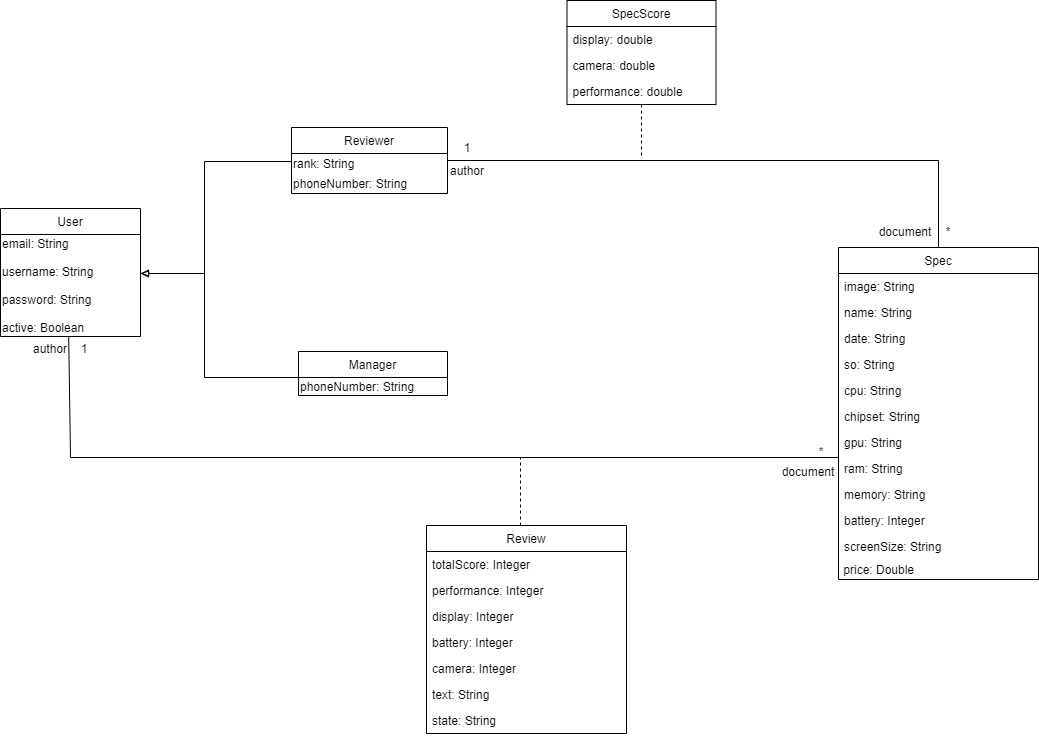 SpecScore
display: double
camera: double
performance: double
Reviewer
rank: String
phoneNumber: String
1
author
User
email: String
username: String
password: String
active: Boolean
author 1
document *
Spec
image: String
name: String
date: String
so: String
cpu: String
chipset: String
gpu: String
ram: String
memory: String
battery: Integer
screenSize: String
price: Double
Manager
phoneNumber: String
*
document
Review
totalScore: Integer
performance: Integer
display: Integer
battery: Integer
camera: Integer
text: String
state: String